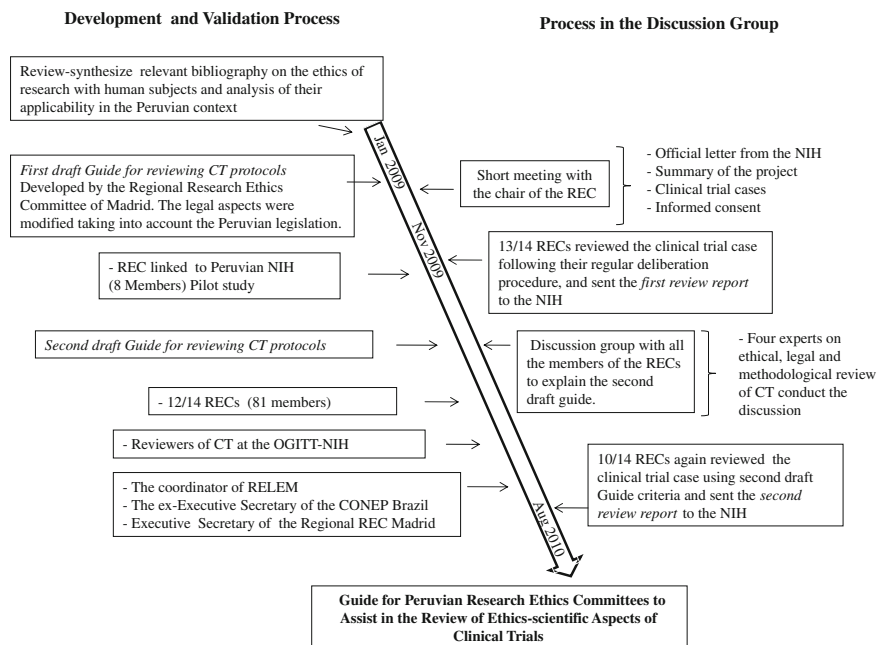 Development and Validation Process
Process in the Discussion Group
Review-synthesize relevant bibliography on the ethics of
research with human subjects and analysis of their
applicability in the Peruvian context
First draft Guide for reviewing CT protocols
Developed by the Regional Research Ethics
Committee of Madrid. The legal aspects were
modified taking into account the Peruvian legislation.
- REC linked to Peruvian NIH
(8 Members) Pilot study
Second draft Guide for reviewing CT protocols
- 12/14 RECs (81 members)
- Reviewers of CT at the OGITT-NIH
- The coordinator of RELEM
- The ex-Executive Secretary of the CONEP Brazil
- Executive Secretary of the Regional REC Madrid
Jan 2009
Nov 2009
Aug 2010
Short meeting with
the chair of the REC
- Official letter from the NIH
- Summary of the project
- Clinical trial cases
- Informed consent
13/14 RECs reviewed the clinical trial case
following their regular deliberation
procedure, and sent the first review report
to the NIH
Discussion group with all
the members of the RECs
to explain the second
draft guide.
- Four experts on
ethical, legal and
methodological review
of CT conduct the
discussion
10/14 RECs again reviewed the
clinical trial case using second draft
Guide criteria and sent the second
review report to the NIH
Guide for Peruvian Research Ethics Committees to
Assist in the Review of Ethics-scientific Aspects of
Clinical Trials